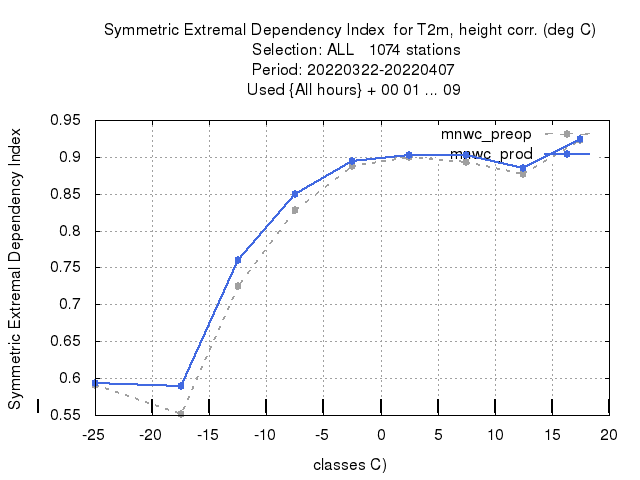 Symmetric Extremal Dependency Index for T2m, height corr. (deg C)
Selection: ALL 1074 stations
Period: 20220322-20220407
Used {All hours} + 00 01 ... 09
mnwc_preop
mnwc_prod
Symmetric Extremal Dependency Index
0.95
0.9
0.85
0.8
0.75
0.7
0.65
0.6
0.55
-25 -20 -15 -10 -5 0 5 10 15 20
classes C)